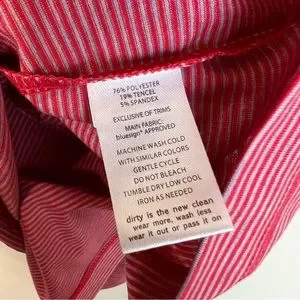 76% POLYESTER
19% TENCEL
5% SPANDEX
EXCLUSIVE OF TRIMS
MAIN FABRIC:
bluesign® APPROVED
MACHINE WASH COLD
WITH SIMILAR COLORS
GENTLE CYCLE
DO NOT BLEACH
TUMBLE DRY LOW COOL
IRON AS NEEDED
dirty is the new clean
wear more, wash less
wear it out or pass it on